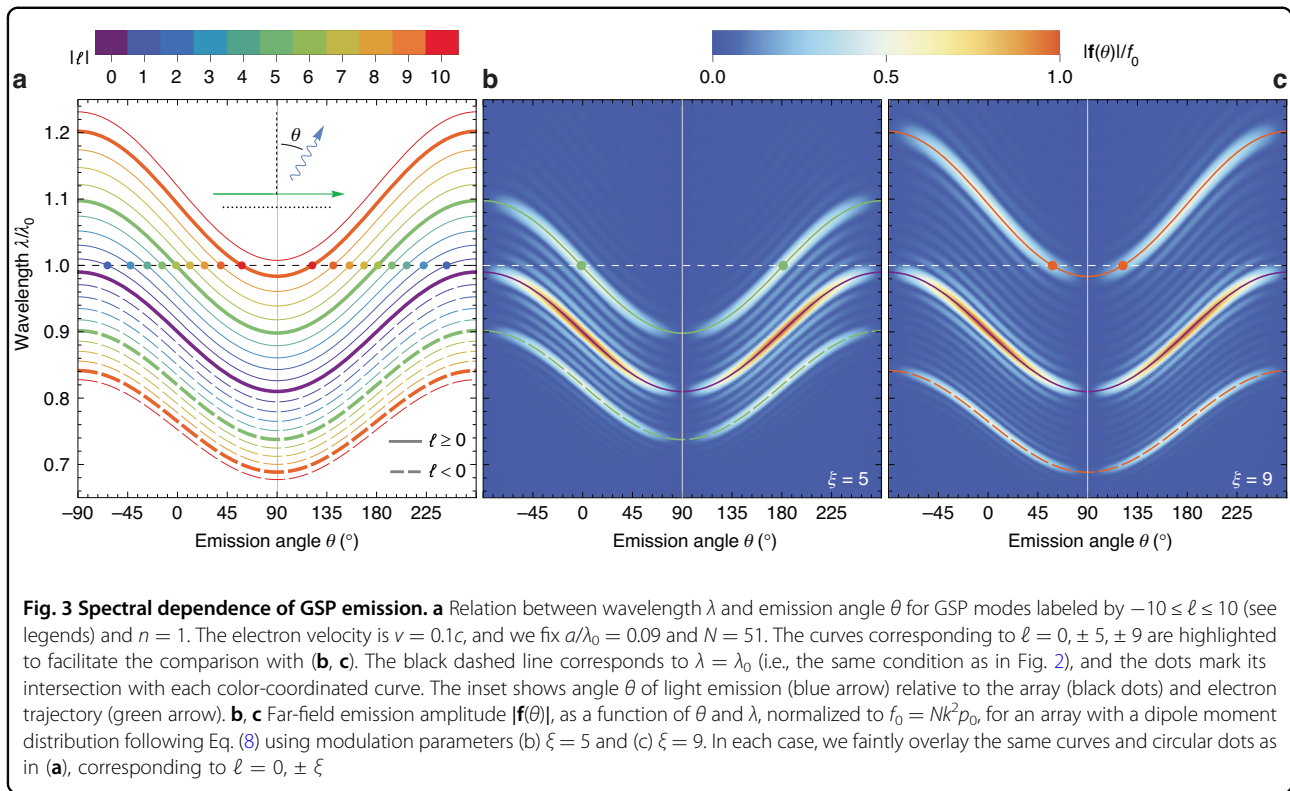 |ℓ|
0 1 2 3 4 5 6 7 8 9 10
0.0 0.5 1.0
|f(θ)|/f₀
a
b
c
Wavelength λ/λ₀
1.2
1.1
1.0
0.9
0.8
0.7
θ
ℓ ≥ 0
ℓ < 0
ξ = 5
ξ = 9
−90 −45 0 45 90 135 180 225
−45 0 45 90 135 180 225
−45 0 45 90 135 180 225
Emission angle θ (°)
Emission angle θ (°)
Emission angle θ (°)
Fig. 3 Spectral dependence of GSP emission. a Relation between wavelength λ and emission angle θ for GSP modes labeled by −10 ≤ ℓ ≤ 10 (see
legends) and n = 1. The electron velocity is v = 0.1c, and we fix a/λ₀ = 0.09 and N = 51. The curves corresponding to ℓ = 0, ± 5, ± 9 are highlighted
to facilitate the comparison with (b, c). The black dashed line corresponds to λ = λ₀ (i.e., the same condition as in Fig. 2), and the dots mark its
intersection with each color-coordinated curve. The inset shows angle θ of light emission (blue arrow) relative to the array (black dots) and electron
trajectory (green arrow). b, c Far-field emission amplitude |f(θ)|, as a function of θ and λ, normalized to f₀ = Nk²p₀, for an array with a dipole moment
distribution following Eq. (8) using modulation parameters (b) ξ = 5 and (c) ξ = 9. In each case, we faintly overlay the same curves and circular dots as
in (a), corresponding to ℓ = 0, ± ξ